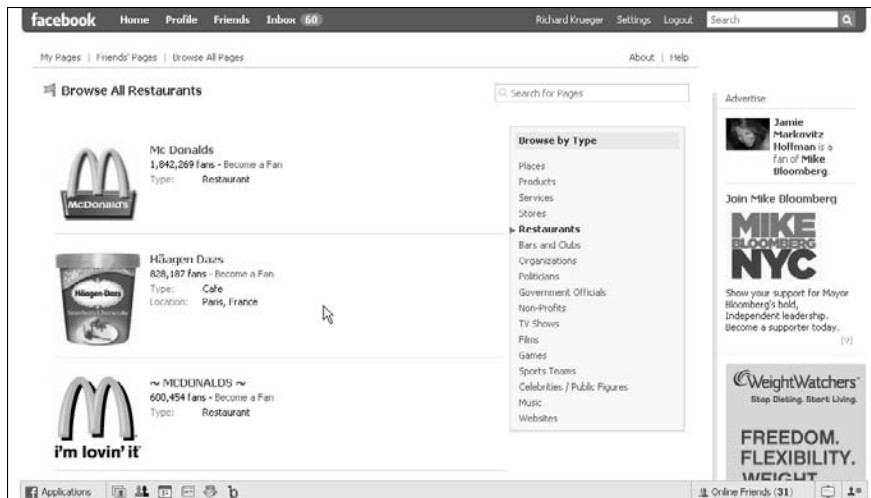 facebook Home Profile Friends Inbox 60 Richard Krueger Settings Logout Search
My Pages | Friends' Pages | Browse All Pages About | Help
Browse All Restaurants
Search for Pages
Mc Donalds
1,842,269 fans - Become a Fan
Type: Restaurant
McDonald's
Häagen Dazs
828,187 fans - Become a Fan
Type: Cafe
Location: Paris, France
Häagen-Dazs
~ MCDONALDS ~
600,454 fans - Become a Fan
Type: Restaurant
i'm lovin' it
Browse by Type
Places
Products
Services
Stores
Restaurants
Bars and Clubs
Organizations
Politicians
Government Officials
Non-Profits
TV Shows
Films
Games
Sports Teams
Celebrities / Public Figures
Music
Websites
Advertise
Jamie
Markovitz
Hoffman is a
fan of Mike
Bloomberg.
Join Mike Bloomberg
MIKE
BLOOMBERG
NYC
Show your support for Mayor
Bloomberg's bold,
Independent leadership.
Become a supporter today.
[?]
WeightWatchers
Stop Dieting. Start Living.
FREEDOM.
FLEXIBILITY.
WEIGHT
Applications Online Friends (31)